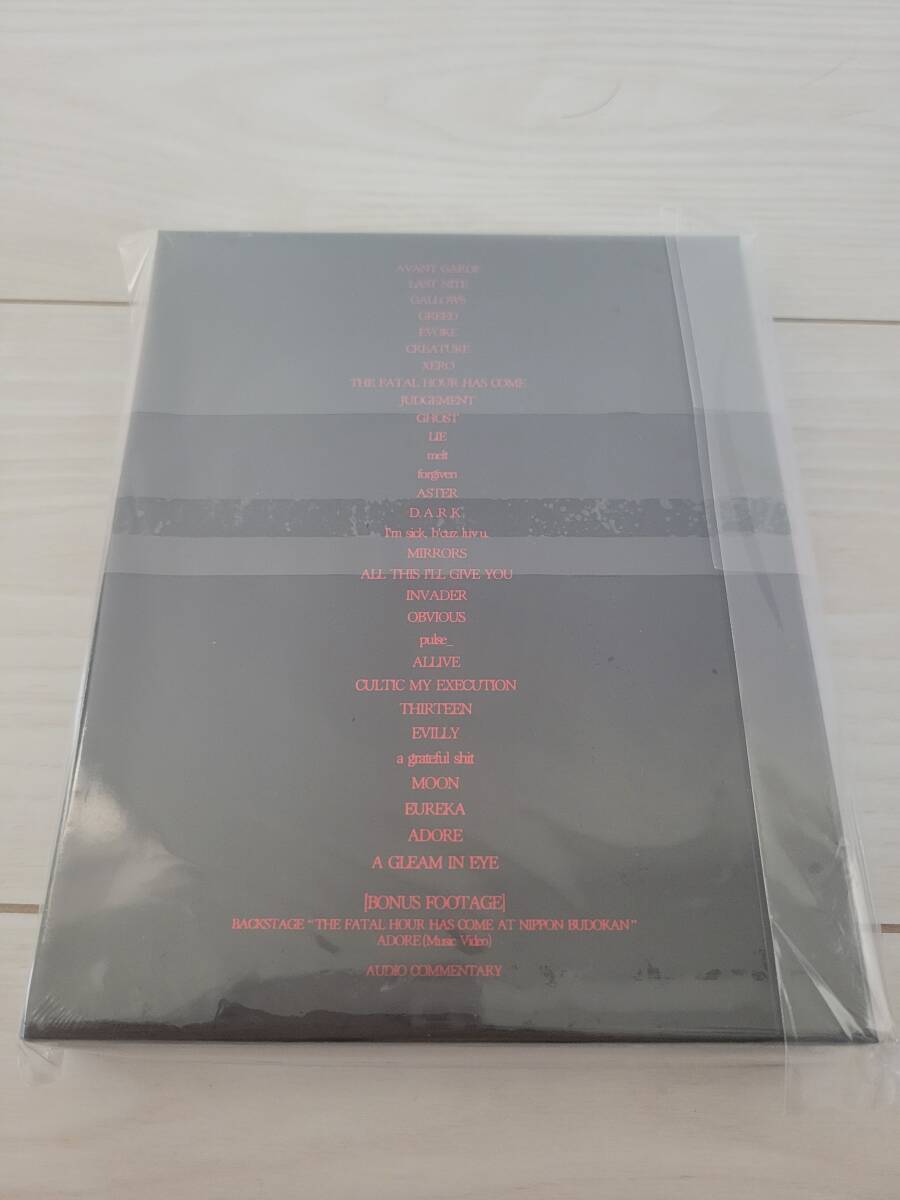 AVANT GARDE
LAST NITE
GALLOWS
GREED
EVOKE
CREATURE
XERO
THE FATAL HOUR HAS COME
JUDGEMENT
GHOST
LIE
melt
forgiven
ASTER
D.A.R.K.
I'm sick, b'cuz luv u.
MIRRORS
ALL THIS I'LL GIVE YOU
INVADER
OBVIOUS
pulse_
ALLIVE
CULTIC MY EXECUTION
THIRTEEN
EVILLY
a grateful shit
MOON
EUREKA
ADORE
A GLEAM IN EYE
[BONUS FOOTAGE]
BACKSTAGE “THE FATAL HOUR HAS COME AT NIPPON BUDOKAN”
ADORE (Music Video)
AUDIO COMMENTARY